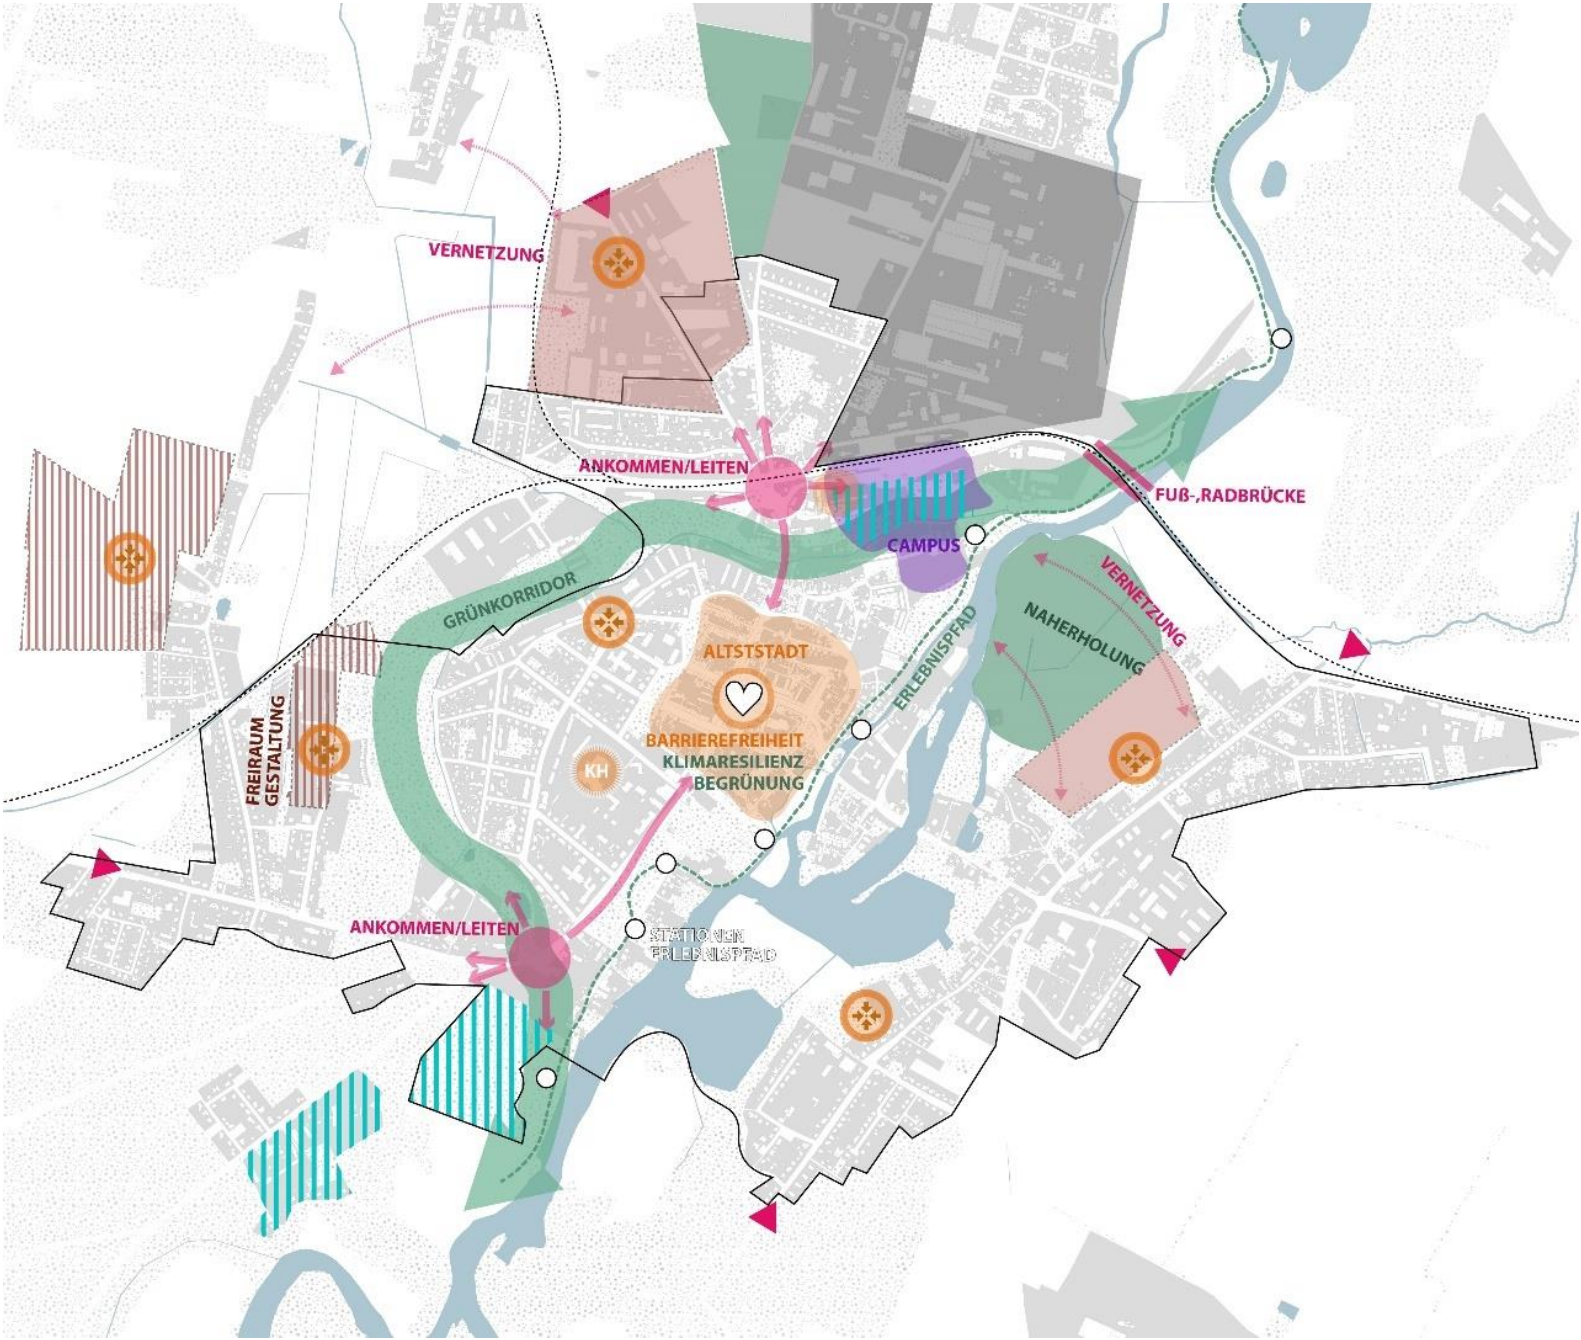 VERNETZUNG
ANKOMMEN/LEITEN
FUß-,RADBRÜCKE
CAMPUS
GRÜNKORRIDOR
VERNETZUNG
NAHERHOLUNG
ERLEBNISPFAD
ALTSTSTADT
BARRIEREFREIHEIT
KLIMARESILIENZ
BEGRÜNUNG
FREIRAUM
GESTALTUNG
KH
ANKOMMEN/LEITEN
STATIONEN
ERLEBNISPFAD